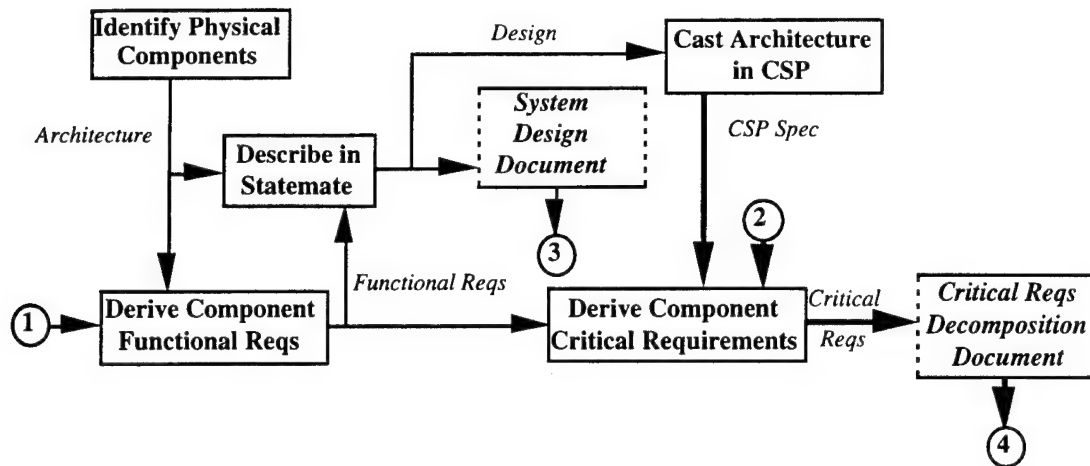 Identify Physical
Components
Design
Cast Architecture
in CSP
Architecture
System
Design
Document
CSP Spec
Describe in
Statemate
2
3
Functional Reqs
1
Derive Component
Functional Reqs
Derive Component
Critical Requirements
Critical
Reqs
Critical Reqs
Decomposition
Document
4